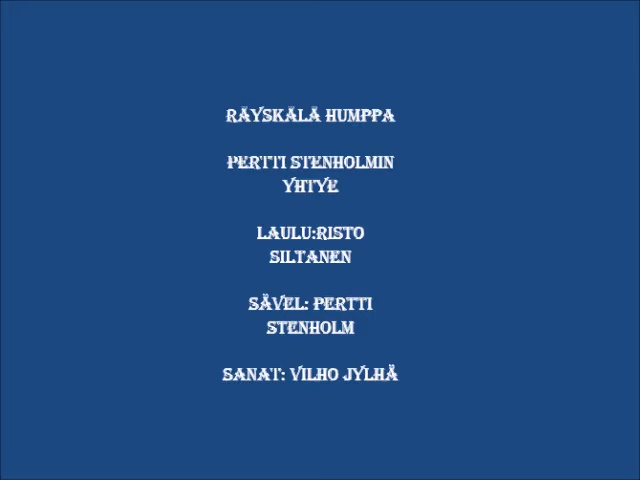 RÄYSKÄLÄ HUMPPA
PERTTI STENHOLMIN
YHTYE
LAULU:RISTO
SILTANEN
SÄVEL: PERTTI
STENHOLM
SANAT: VILHO JYLHÄ